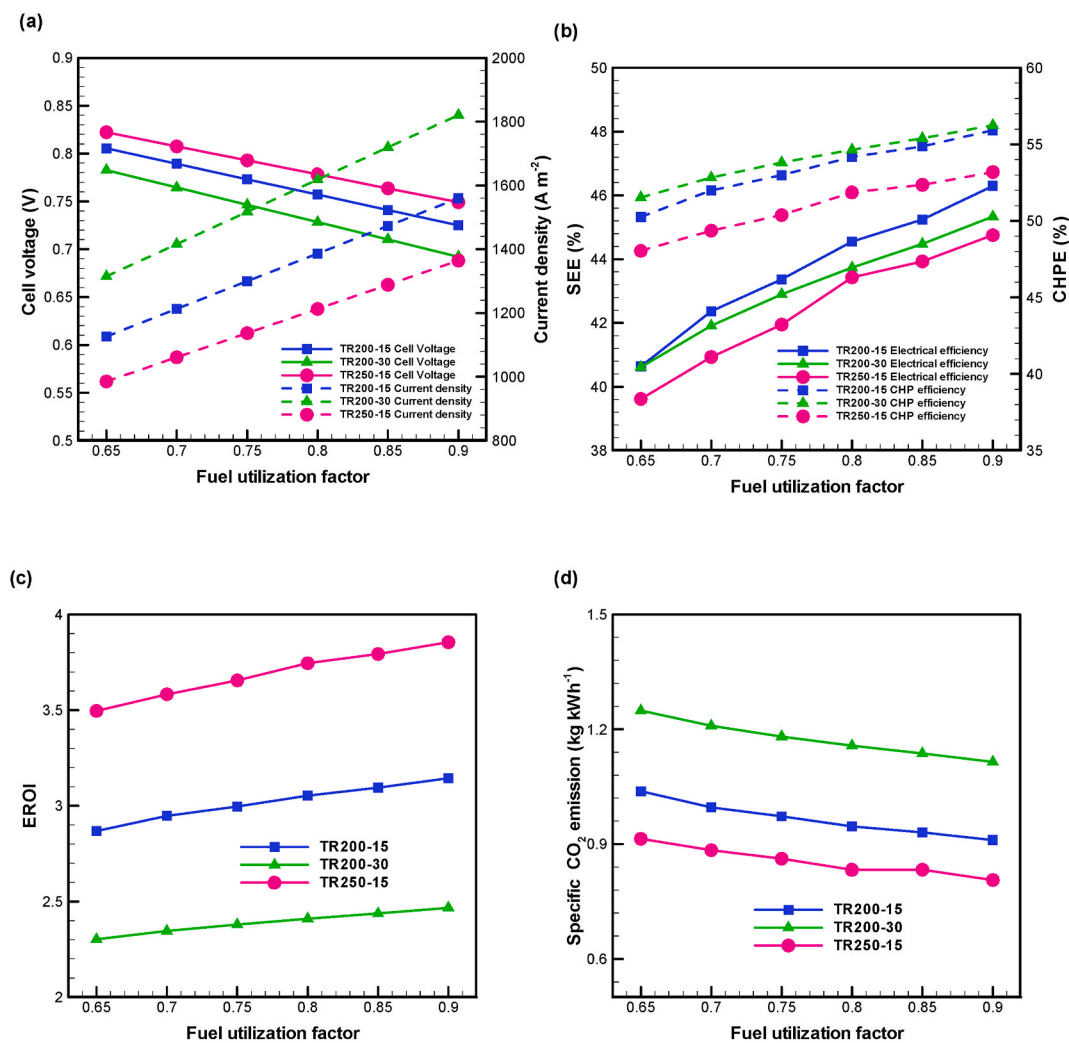 (a)
0.9
0.85
0.8
0.75
0.7
0.65
0.6
0.55
0.5
Cell voltage (V)
2000
1800
1600
1400
1200
1000
800
Current density (A m⁻²)
TR200-15 Cell Voltage
TR200-30 Cell Voltage
TR250-15 Cell Voltage
TR200-15 Current density
TR200-30 Current density
TR250-15 Current density
0.65 0.7 0.75 0.8 0.85 0.9
Fuel utilization factor
(b)
50
48
46
44
42
40
38
SEE (%)
60
55
50
45
40
35
CHPE (%)
TR200-15 Electrical efficiency
TR200-30 Electrical efficiency
TR250-15 Electrical efficiency
TR200-15 CHP efficiency
TR200-30 CHP efficiency
TR250-15 CHP efficiency
0.65 0.7 0.75 0.8 0.85 0.9
Fuel utilization factor
(c)
4
3.5
3
2.5
2
EROI
TR200-15
TR200-30
TR250-15
0.65 0.7 0.75 0.8 0.85 0.9
Fuel utilization factor
(d)
1.5
1.2
0.9
0.6
Specific CO₂ emission (kg kWh⁻¹)
TR200-15
TR200-30
TR250-15
0.65 0.7 0.75 0.8 0.85 0.9
Fuel utilization factor